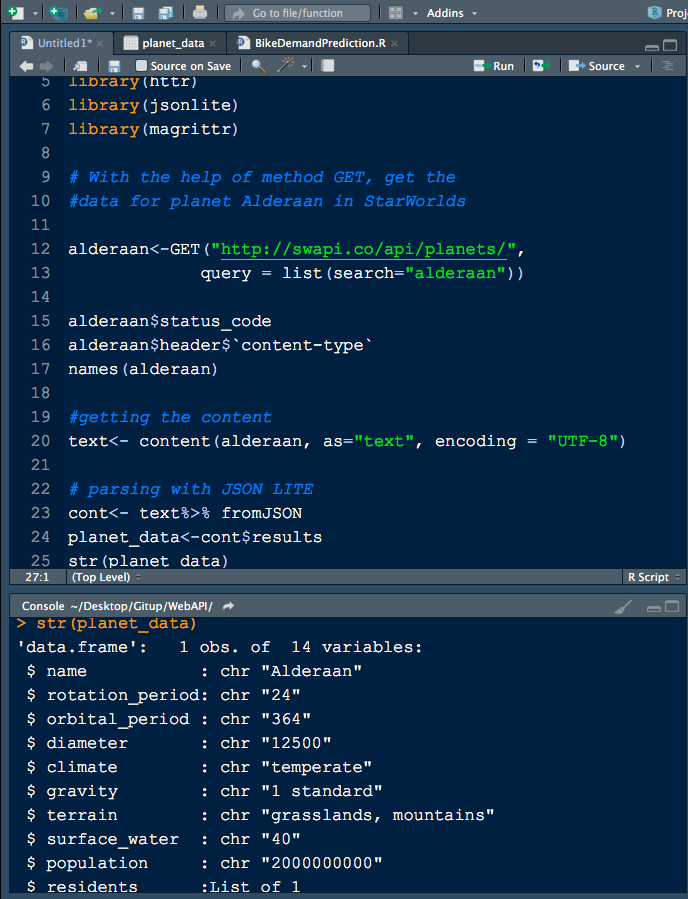 Go to file/function
Addins
Proj
Untitled1*
planet_data
BikeDemandPrediction.R
Source on Save
Run
Source
5 library(httr)
6 library(jsonlite)
7 library(magrittr)
8
9 # With the help of method GET, get the
10 #data for planet Alderaan in StarWorlds
11
12 alderaan<-GET("http://swapi.co/api/planets/",
13 query = list(search="alderaan"))
14
15 alderaan$status_code
16 alderaan$header$`content-type`
17 names(alderaan)
18
19 #getting the content
20 text<- content(alderaan, as="text", encoding = "UTF-8")
21
22 # parsing with JSON LITE
23 cont<- text%>% fromJSON
24 planet_data<-cont$results
25 str(planet_data)
27:1 (Top Level) R Script
Console ~/Desktop/Gitup/WebAPI/
> str(planet_data)
'data.frame': 1 obs. of 14 variables:
$ name : chr "Alderaan"
$ rotation_period: chr "24"
$ orbital_period : chr "364"
$ diameter : chr "12500"
$ climate : chr "temperate"
$ gravity : chr "1 standard"
$ terrain : chr "grasslands, mountains"
$ surface_water : chr "40"
$ population : chr "2000000000"
$ residents :List of 1